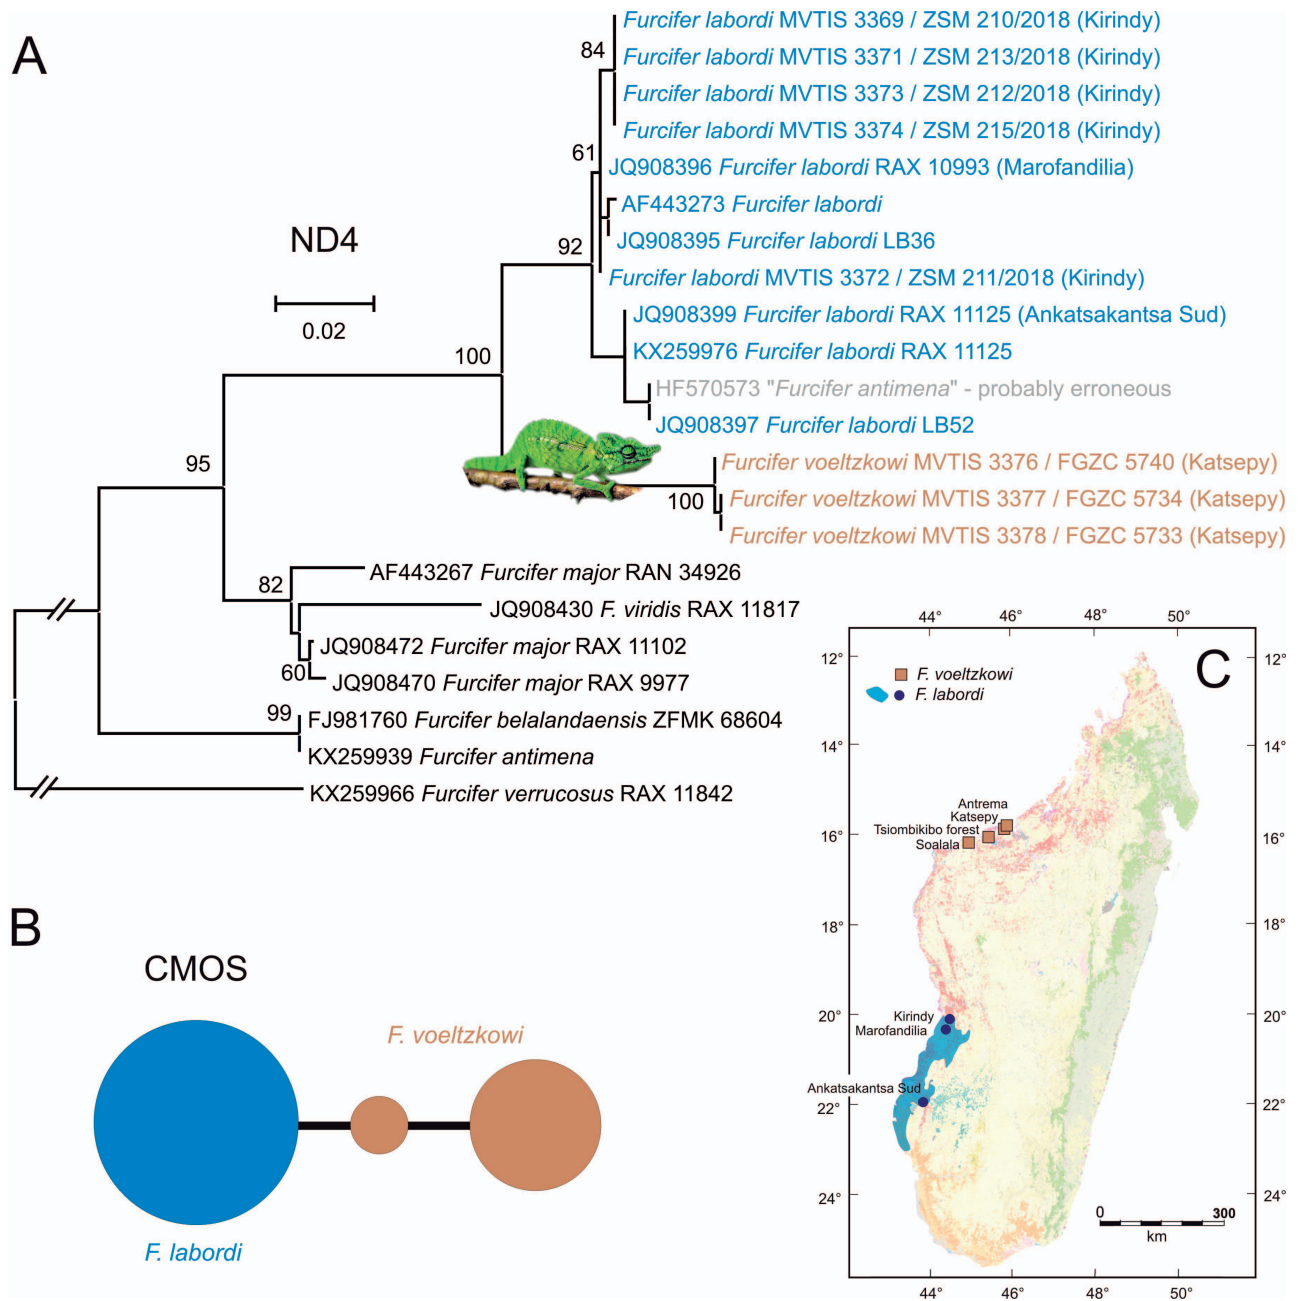 A
Furcifer labordi MVTIS 3369 / ZSM 210/2018 (Kirindy)
84
Furcifer labordi MVTIS 3371 / ZSM 213/2018 (Kirindy)
Furcifer labordi MVTIS 3373 / ZSM 212/2018 (Kirindy)
Furcifer labordi MVTIS 3374 / ZSM 215/2018 (Kirindy)
61
JQ908396 Furcifer labordi RAX 10993 (Marofandilia)
AF443273 Furcifer labordi
ND4
92
JQ908395 Furcifer labordi LB36
Furcifer labordi MVTIS 3372 / ZSM 211/2018 (Kirindy)
0.02
JQ908399 Furcifer labordi RAX 11125 (Ankatsakantsa Sud)
100
KX259976 Furcifer labordi RAX 11125
HF570573 "Furcifer antimena" - probably erroneous
JQ908397 Furcifer labordi LB52
95
Furcifer voeltzkowi MVTIS 3376 / FGZC 5740 (Katsepy)
100
Furcifer voeltzkowi MVTIS 3377 / FGZC 5734 (Katsepy)
Furcifer voeltzkowi MVTIS 3378 / FGZC 5733 (Katsepy)
82
AF443267 Furcifer major RAN 34926
JQ908430 F. viridis RAX 11817
JQ908472 Furcifer major RAX 11102
60
JQ908470 Furcifer major RAX 9977
99
FJ981760 Furcifer belalandaensis ZFMK 68604
KX259939 Furcifer antimena
KX259966 Furcifer verrucosus RAX 11842
B
CMOS
F. voeltzkowi
F. labordi
C
44° 46° 48° 50°
12° 12°
F. voeltzkowi
F. labordi
14° 14°
Antrema
Katsepy
Tsiombikibo forest
Soalala
16° 16°
18° 18°
20° 20°
Kirindy
Marofandilia
Ankatsakantsa Sud
22° 22°
24° 24°
0 300
km
44° 46° 48° 50°